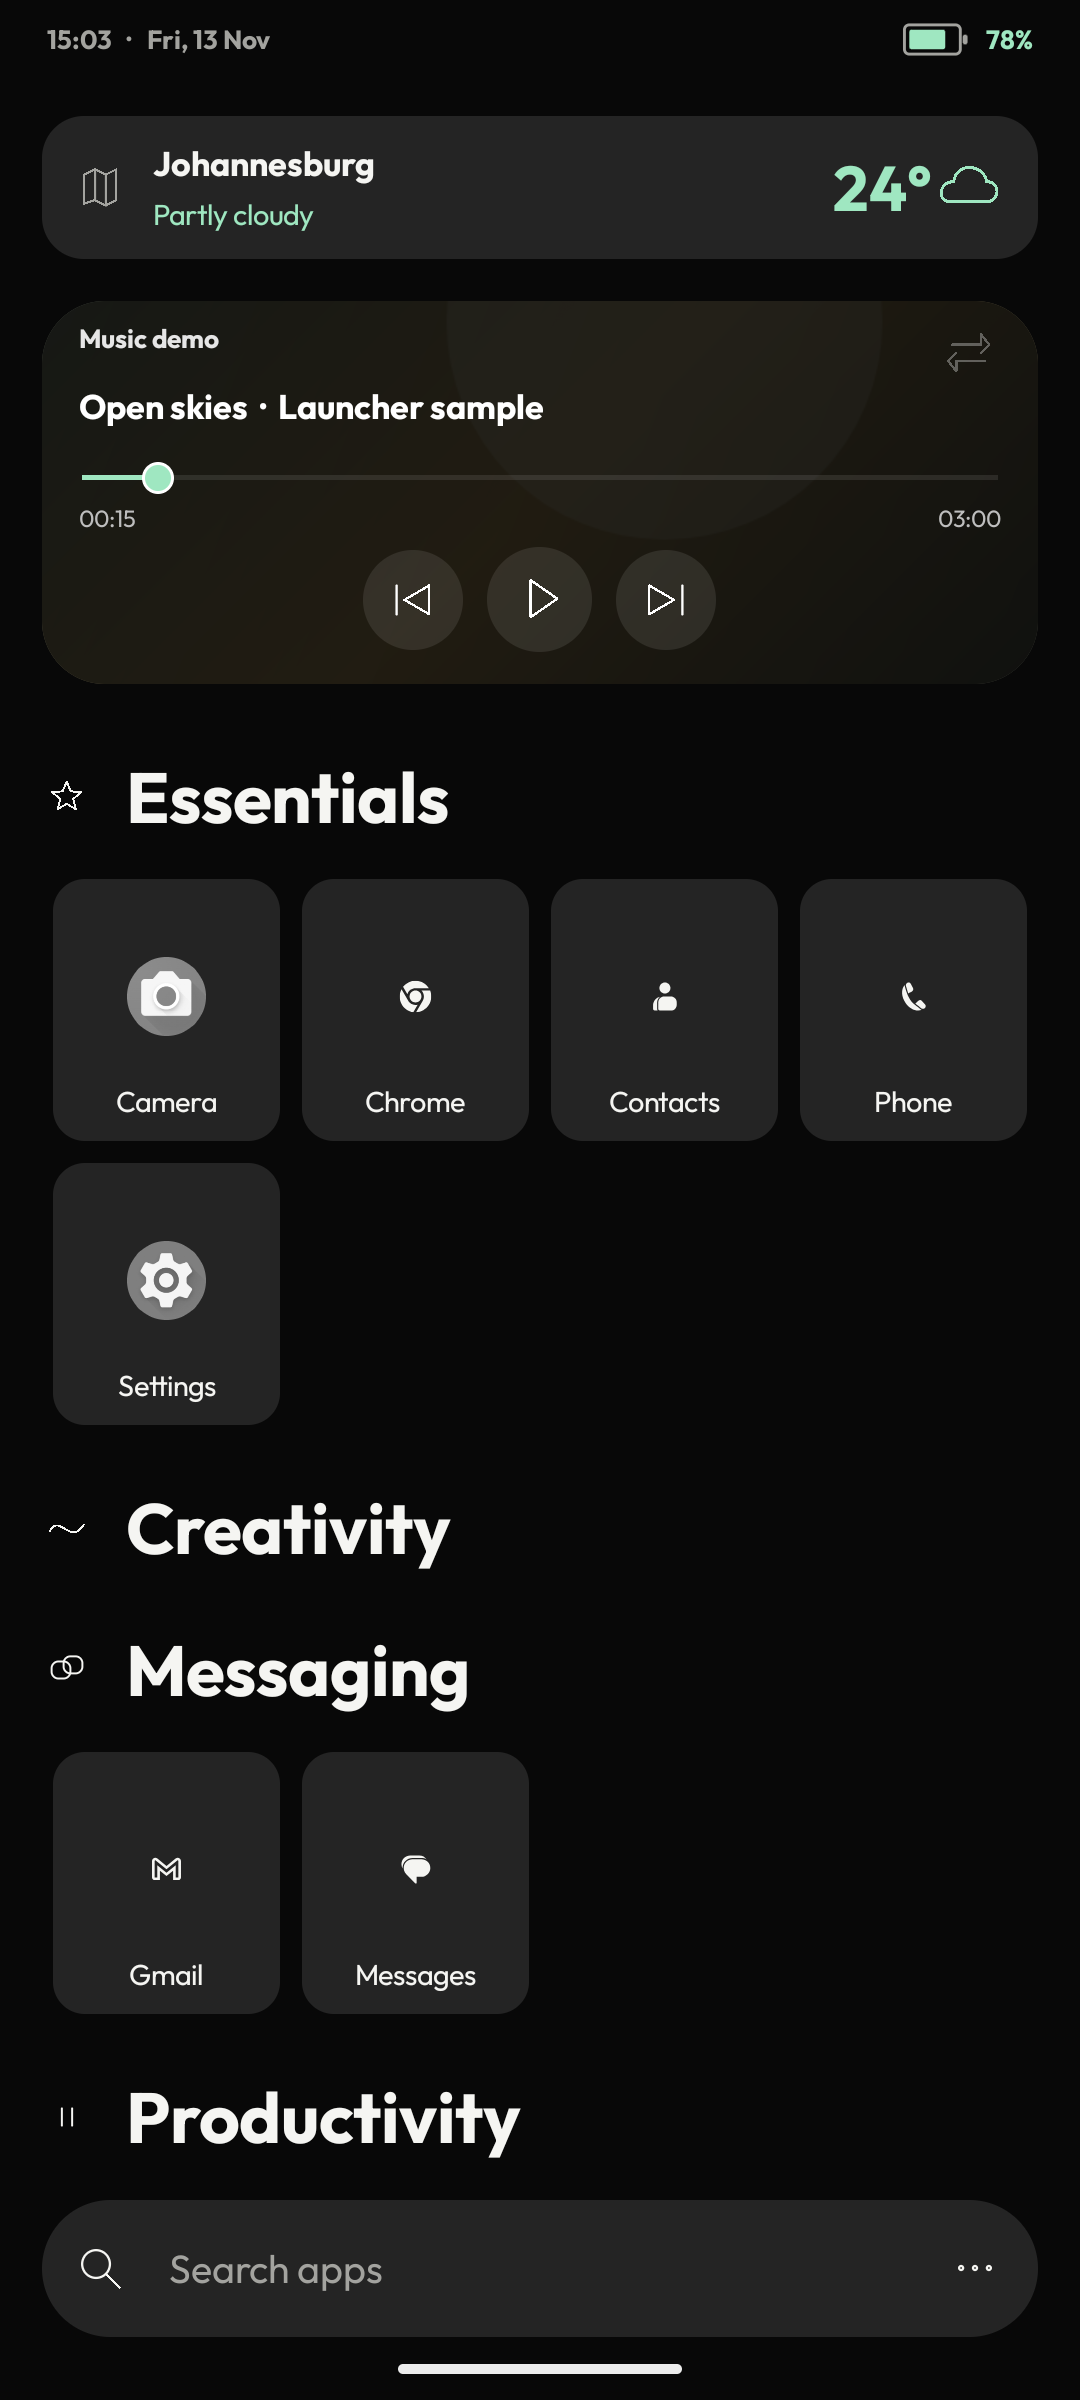 15:03 · Fri, 13 Nov
78%
Johannesburg
Partly cloudy
24°
Music demo
Open skies · Launcher sample
00:15
03:00
Essentials
Camera
Chrome
Contacts
Phone
Settings
Creativity
Messaging
Gmail
Messages
Productivity
Search apps